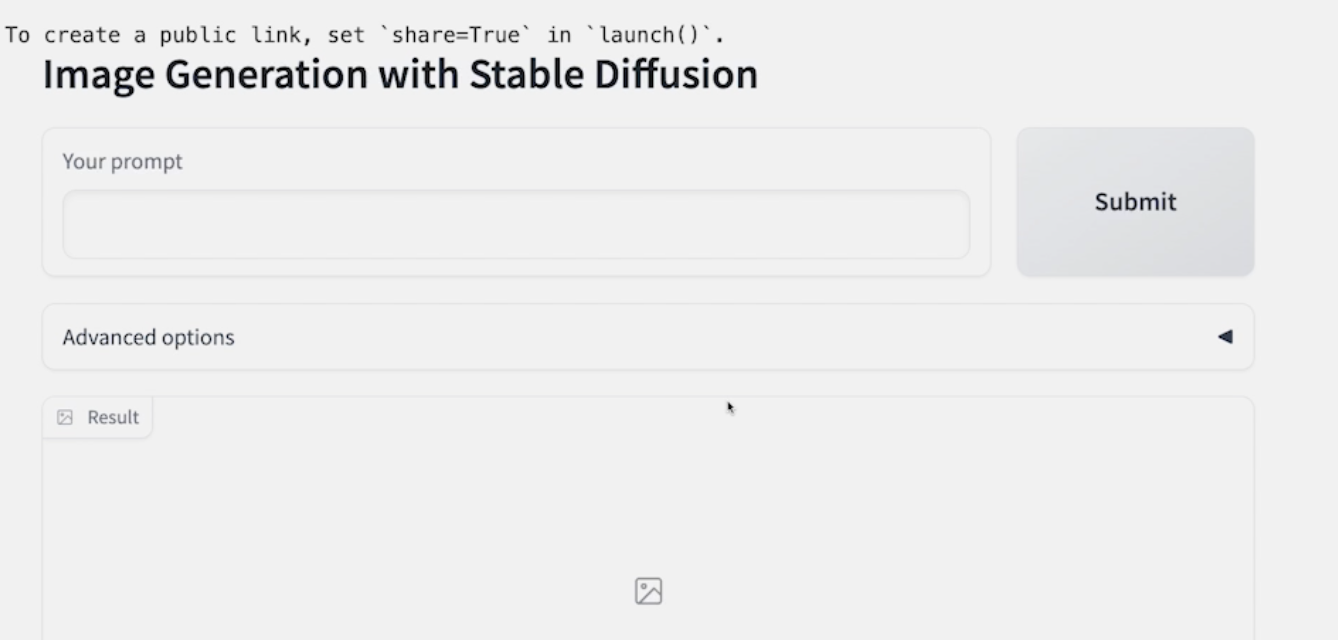 To create a public link, set `share=True` in `launch()`.
Image Generation with Stable Diffusion
Your prompt
Submit
Advanced options
Result